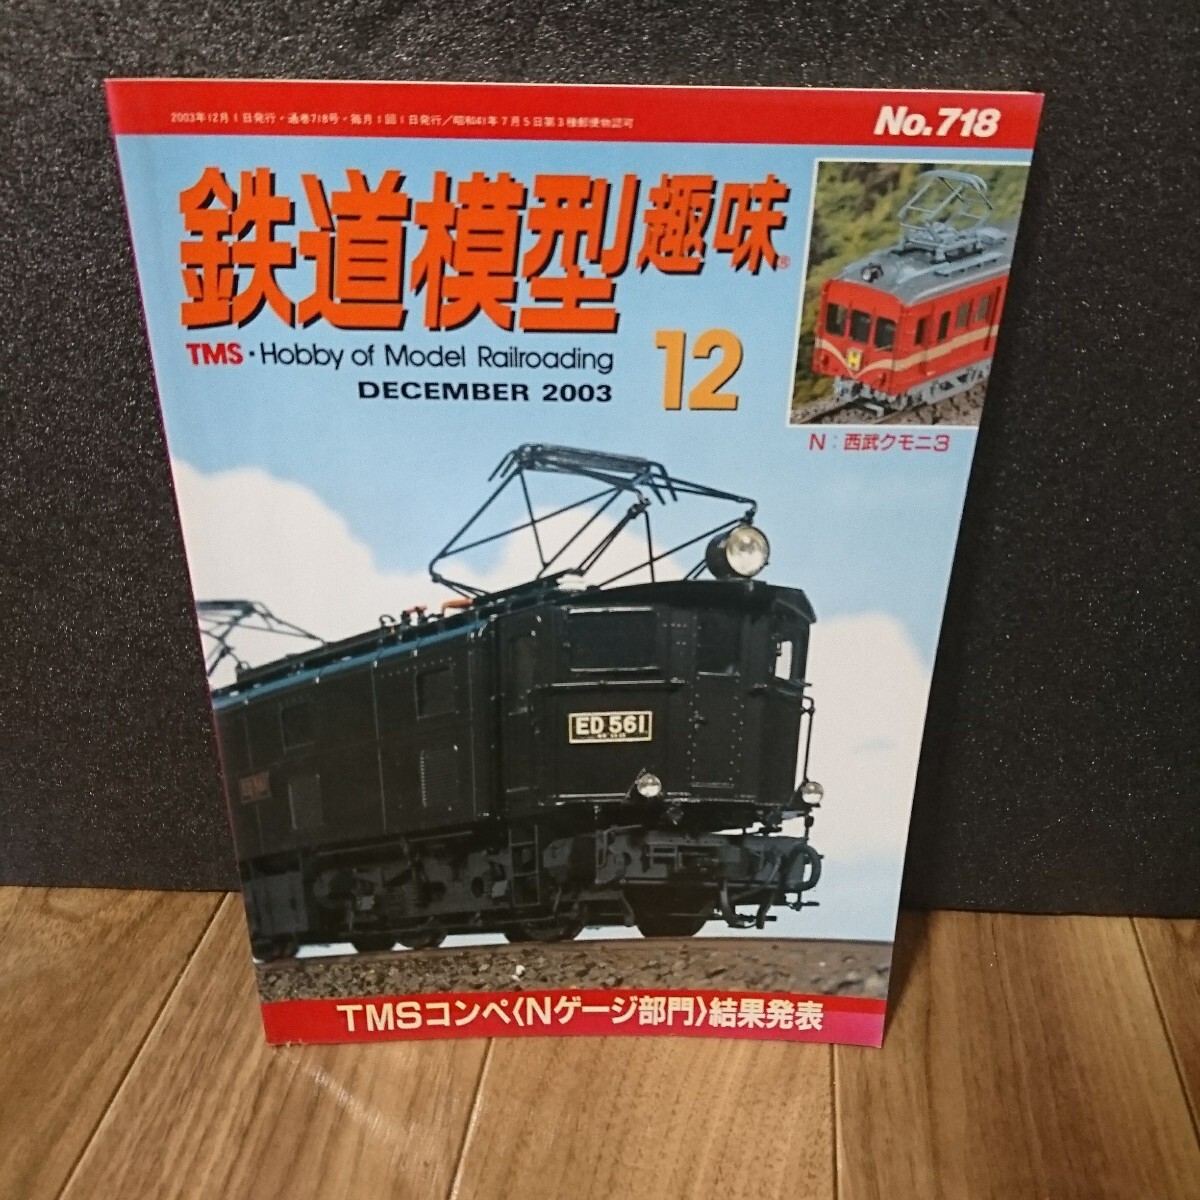 2003年12月1日発行・通巻718号・毎月1回1日発行／昭和41年7月5日第3種郵便物認可
No.718
鉄道模型趣味®
TMS・Hobby of Model Railroading
12
DECEMBER 2003
N：西武クモニ3
ED 561
TMSコンペ〈Nゲージ部門〉結果発表